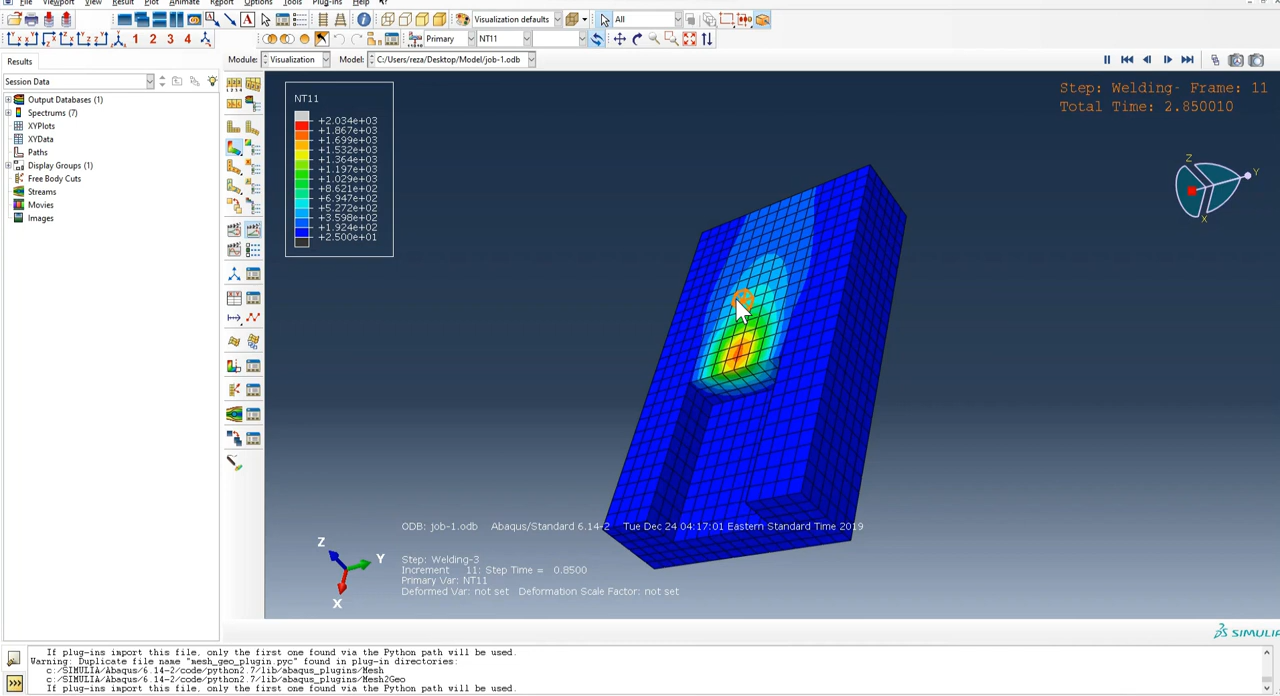 File Viewport View Result Plot Animate Report Options Tools Plug-ins Help
Visualization defaults
All
1 2 3 4
Primary
NT11
Module: Visualization Model: C:/Users/reza/Desktop/Model/job-1.odb
Results
Session Data
Output Databases (1)
Spectrums (7)
XYPlots
XYData
Paths
Display Groups (1)
Free Body Cuts
Streams
Movies
Images
NT11
+2.034e+03
+1.867e+03
+1.699e+03
+1.532e+03
+1.364e+03
+1.197e+03
+1.029e+03
+8.621e+02
+6.947e+02
+5.272e+02
+3.598e+02
+1.924e+02
+2.500e+01
Step: Welding- Frame: 11
Total Time: 2.850010
Z
Y
X
ODB: job-1.odb Abaqus/Standard 6.14-2 Tue Dec 24 04:17:01 Eastern Standard Time 2019
Z
Y
X
Step: Welding-3
Increment 11: Step Time = 0.8500
Primary Var: NT11
Deformed Var: not set Deformation Scale Factor: not set
SIMULIA
If plug-ins import this file, only the first one found via the Python path will be used.
Warning: Duplicate file name "mesh_geo_plugin.pyc" found in plug-in directories:
c:/SIMULIA/Abaqus/6.14-2/code/python2.7/lib/abaqus_plugins/Mesh
c:/SIMULIA/Abaqus/6.14-2/code/python2.7/lib/abaqus_plugins/Mesh2Geo
If plug-ins import this file, only the first one found via the Python path will be used.